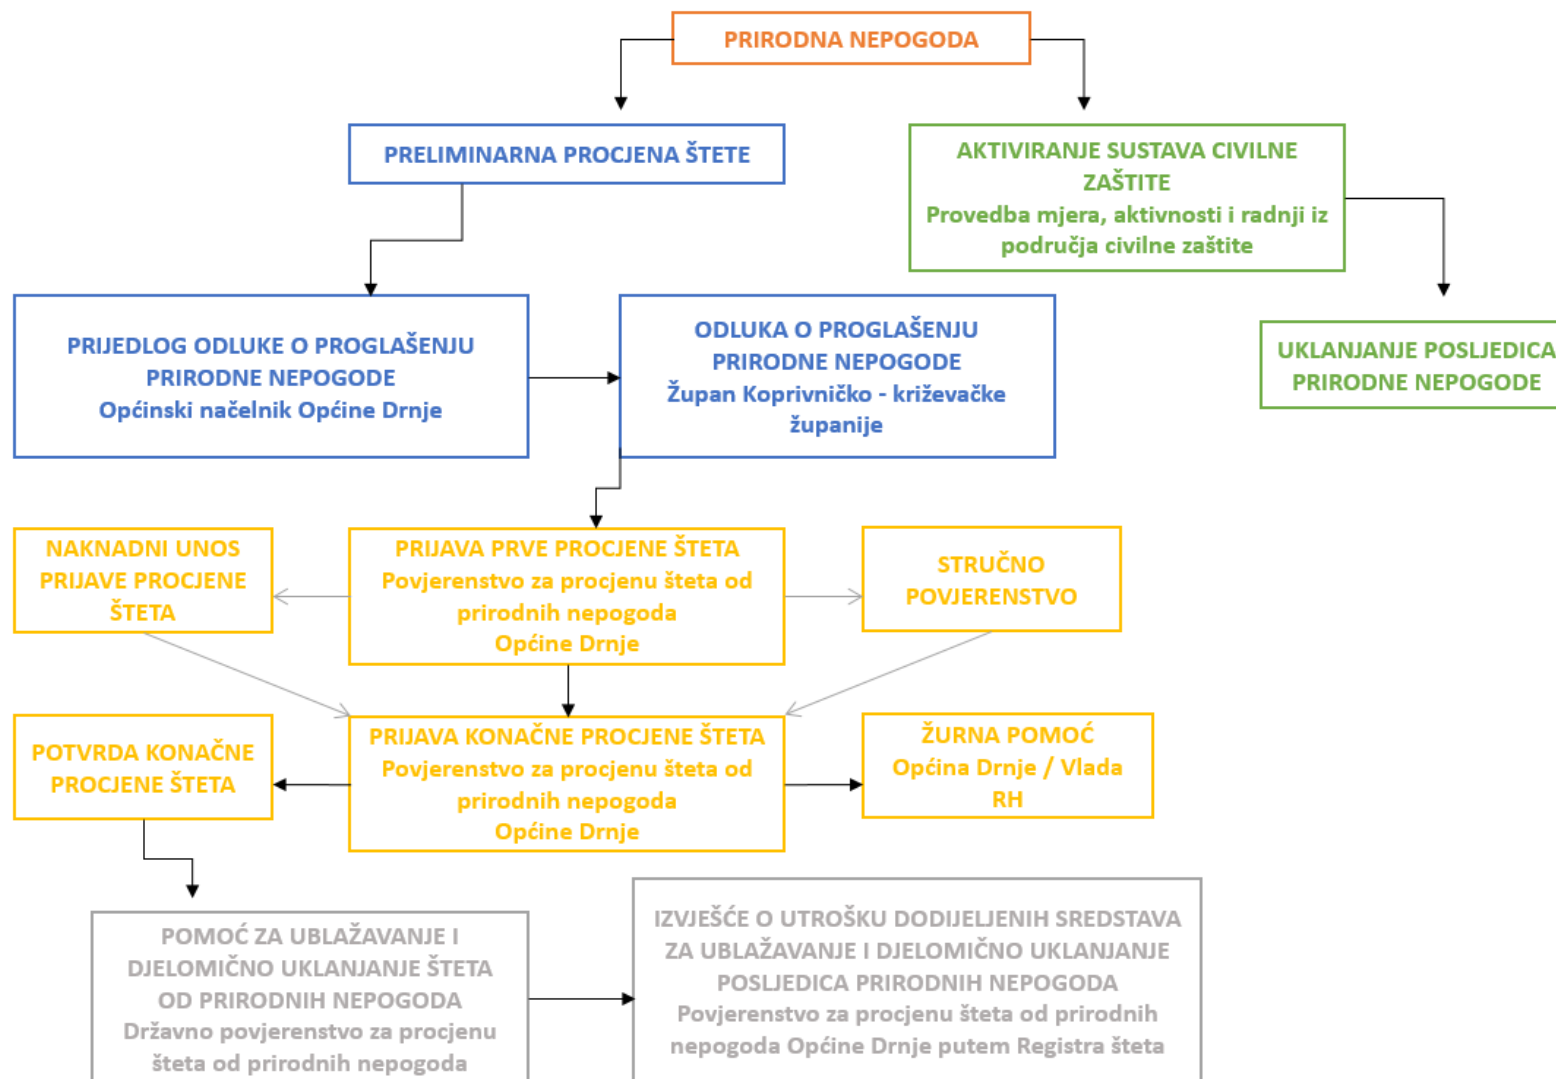 PRIRODNA NEPOGODA
PRELIMINARNA PROCJENA ŠTETE
AKTIVIRANJE SUSTAVA CIVILNE
ZAŠTITE
Provedba mjera, aktivnosti i radnji iz
područja civilne zaštite
PRIJEDLOG ODLUKE O PROGLAŠENJU
PRIRODNE NEPOGODE
Općinski načelnik Općine Drnje
ODLUKA O PROGLAŠENJU
PRIRODNE NEPOGODE
Župan Koprivničko - križevačke
županije
UKLANJANJE POSLJEDICA
PRIRODNE NEPOGODE
NAKNADNI UNOS
PRIJAVE PROCJENE
ŠTETA
PRIJAVA PRVE PROCJENE ŠTETA
Povjerenstvo za procjenu šteta od
prirodnih nepogoda
Općine Drnje
STRUČNO
POVJERENSTVO
POTVRDA KONAČNE
PROCJENE ŠTETA
PRIJAVA KONAČNE PROCJENE ŠTETA
Povjerenstvo za procjenu šteta od
prirodnih nepogoda
Općine Drnje
ŽURNA POMOĆ
Općina Drnje / Vlada
RH
POMOĆ ZA UBLAŽAVANJE I
DJELOMIČNO UKLANJANJE ŠTETA
OD PRIRODNIH NEPOGODA
Državno povjerenstvo za procjenu
šteta od prirodnih nepogoda
IZVJEŠĆE O UTROŠKU DODIJELJENIH SREDSTAVA
ZA UBLAŽAVANJE I DJELOMIČNO UKLANJANJE
POSLJEDICA PRIRODNIH NEPOGODA
Povjerenstvo za procjenu šteta od prirodnih
nepogoda Općine Drnje putem Registra šteta